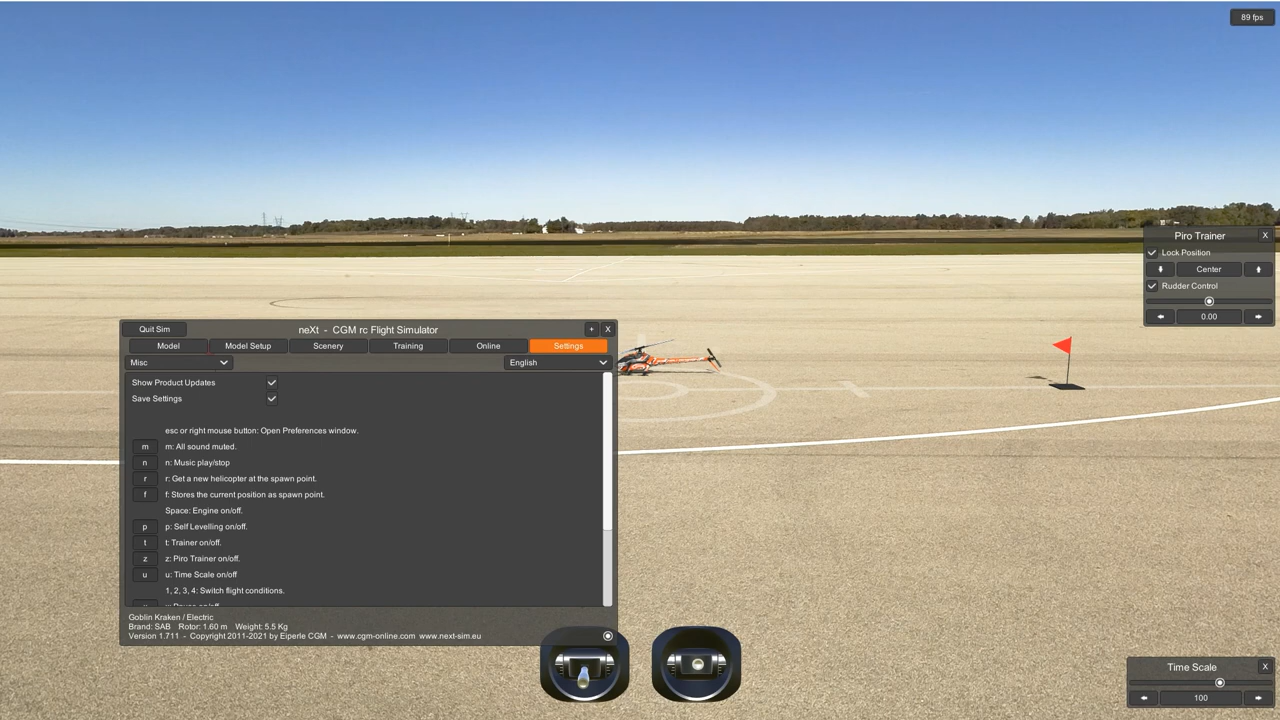 89 fps
Piro Trainer X
Lock Position
Center
Rudder Control
0.00
Quit Sim neXt - CGM rc Flight Simulator + X
Model Model Setup Scenery Training Online Settings
Misc English
Show Product Updates
Save Settings
esc or right mouse button: Open Preferences window.
m m: All sound muted.
n n: Music play/stop
r r: Get a new helicopter at the spawn point.
f f: Stores the current position as spawn point.
Space: Engine on/off.
p p: Self Levelling on/off.
t t: Trainer on/off.
z z: Piro Trainer on/off.
u u: Time Scale on/off
1, 2, 3, 4: Switch flight conditions.
Goblin Kraken / Electric
Brand: SAB Rotor: 1.60 m Weight: 5.5 Kg
Version 1.711 - Copyright 2011-2021 by Eiperle CGM - www.cgm-online.com www.next-sim.eu
Time Scale X
100